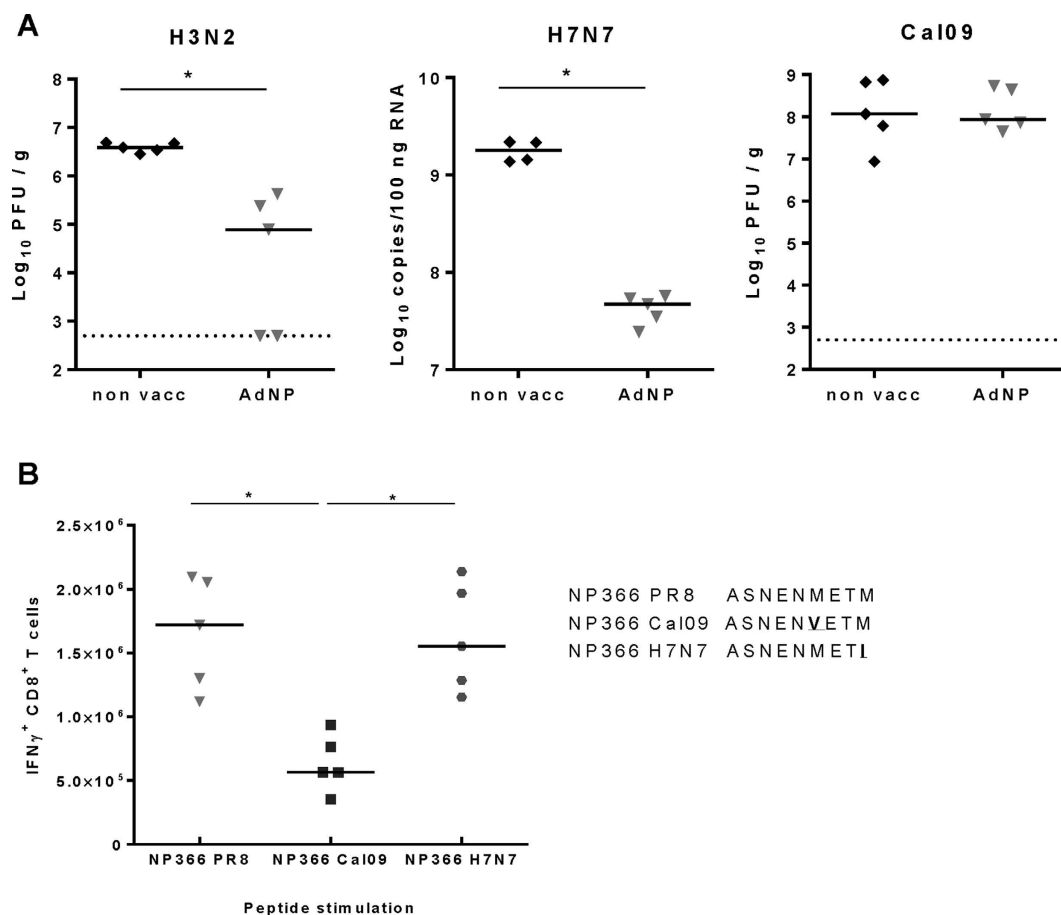 A
H3N2
H7N7
Cal09
*
*
Log10 PFU / g
8
7
6
5
4
3
2
non vacc AdNP
Log10 copies/100 ng RNA
10
9
8
7
non vacc AdNP
Log10 PFU / g
9
8
7
6
5
4
3
2
non vacc AdNP
B
*
*
IFNγ+ CD8+ T cells
2.5×10^6
2.0×10^6
1.5×10^6
1.0×10^6
5.0×10^5
0
NP366 PR8 NP366 Cal09 NP366 H7N7
Peptide stimulation
NP366 PR8 ASNENMETM
NP366 Cal09 ASNENVETM
NP366 H7N7 ASNENMETI